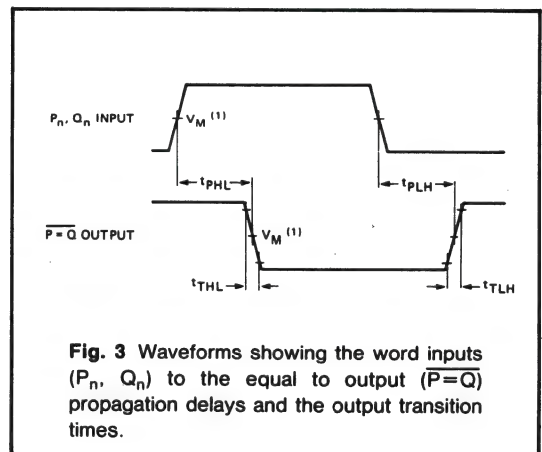 Pn, Qn INPUT
VM (1)
tPHL
tPLH
P = Q OUTPUT
VM (1)
tTHL
tTLH
Fig. 3 Waveforms showing the word inputs
(Pn, Qn) to the equal to output (P=Q)
propagation delays and the output transition
times.